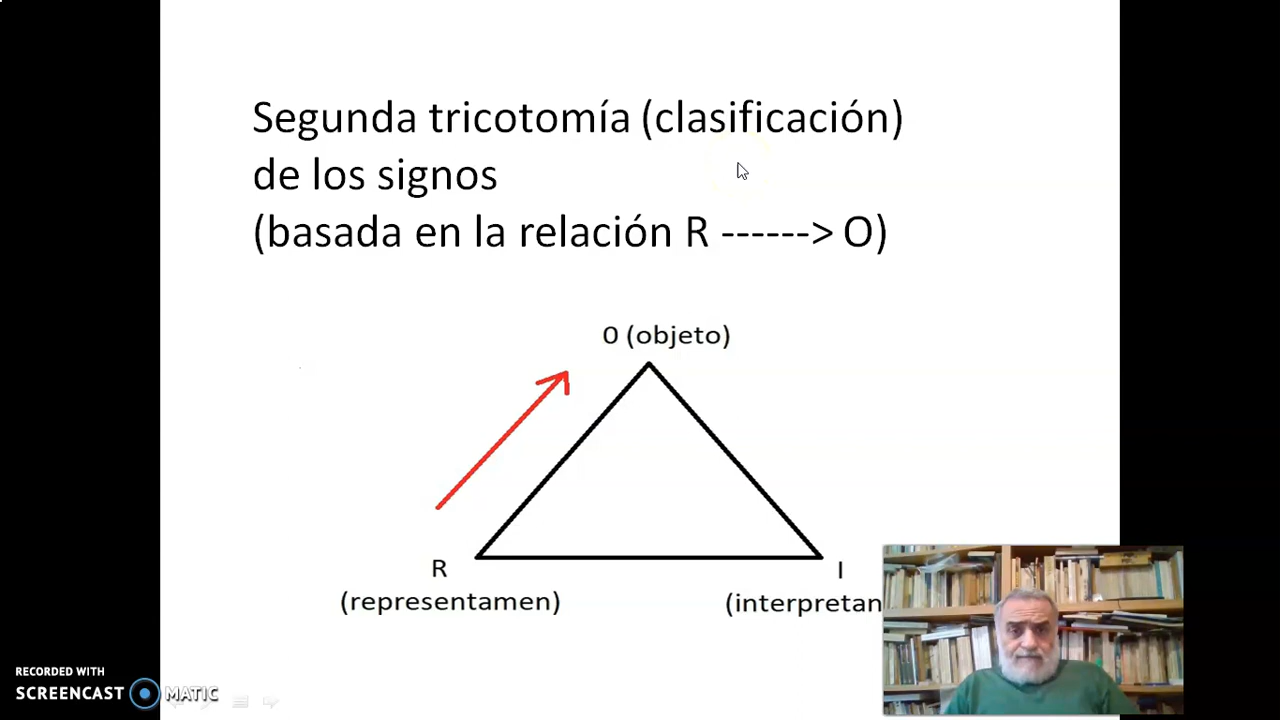 Segunda tricotomía (clasificación)
de los signos
(basada en la relación R ------> O)
0 (objeto)
R
I
(representamen)
(interpretan
RECORDED WITH
SCREENCAST MATIC